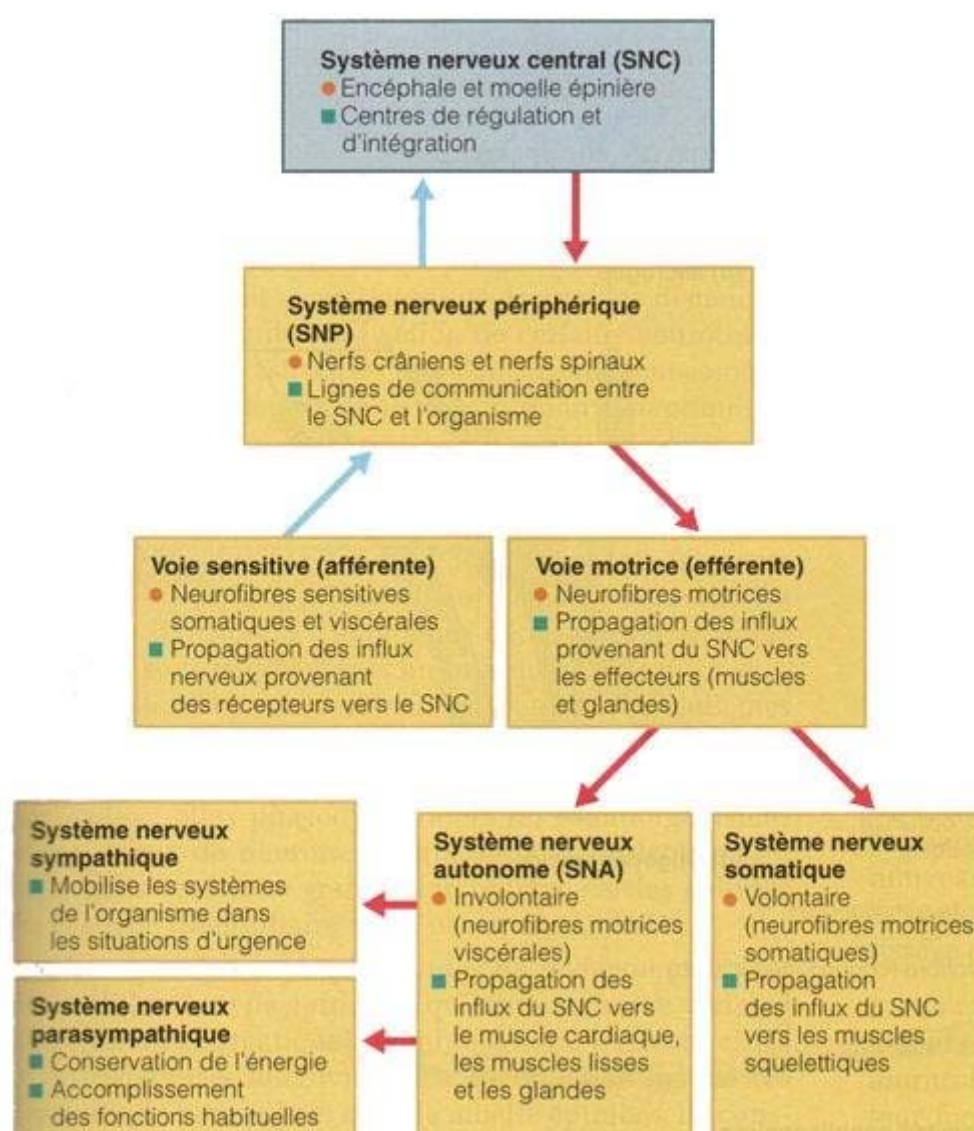 Système nerveux central (SNC)
● Encéphale et moelle épinière
■ Centres de régulation et
d'intégration
Système nerveux périphérique
(SNP)
● Nerfs crâniens et nerfs spinaux
■ Lignes de communication entre
le SNC et l'organisme
Voie sensitive (afférente)
● Neurofibres sensitives
somatiques et viscérales
■ Propagation des influx
nerveux provenant
des récepteurs vers le SNC
Voie motrice (efférente)
● Neurofibres motrices
■ Propagation des influx
provenant du SNC vers
les effecteurs (muscles
et glandes)
Système nerveux
sympathique
■ Mobilise les systèmes
de l'organisme dans
les situations d'urgence
Système nerveux
parasympathique
■ Conservation de l'énergie
■ Accomplissement
des fonctions habituelles
Système nerveux
autonome (SNA)
● Involontaire
(neurofibres motrices
viscérales)
■ Propagation des
influx du SNC vers
le muscle cardiaque,
les muscles lisses
et les glandes
Système nerveux
somatique
● Volontaire
(neurofibres motrices
somatiques)
■ Propagation
des influx du SNC
vers les muscles
squelettiques